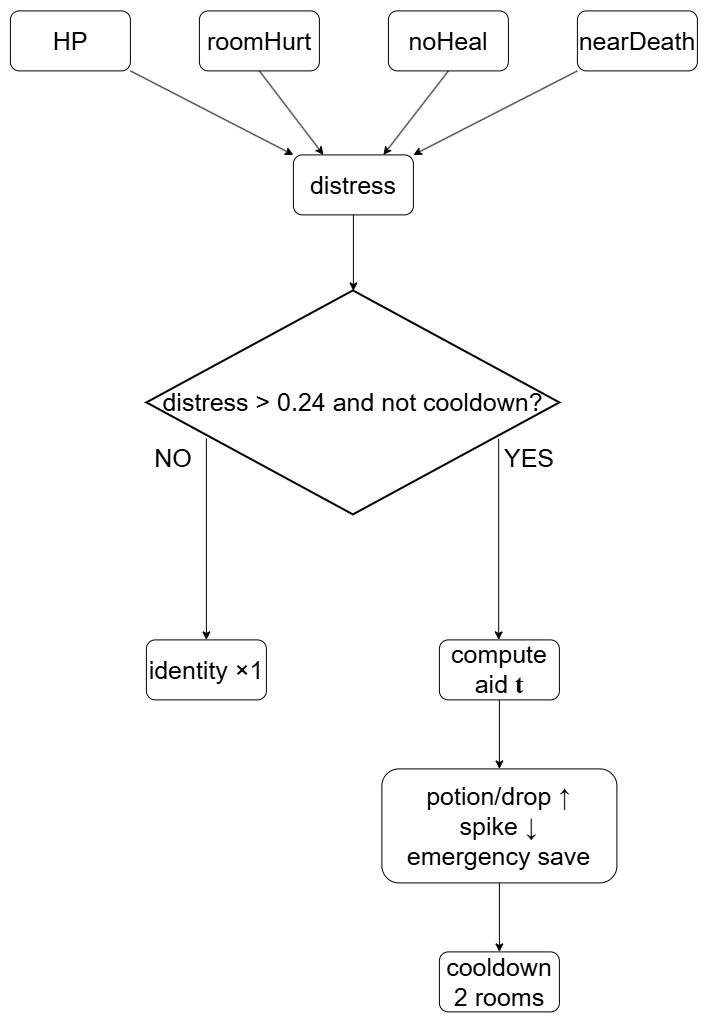 HP
roomHurt
noHeal
nearDeath
distress
distress > 0.24 and not cooldown?
NO
YES
identity ×1
compute
aid t
potion/drop ↑
spike ↓
emergency save
cooldown
2 rooms